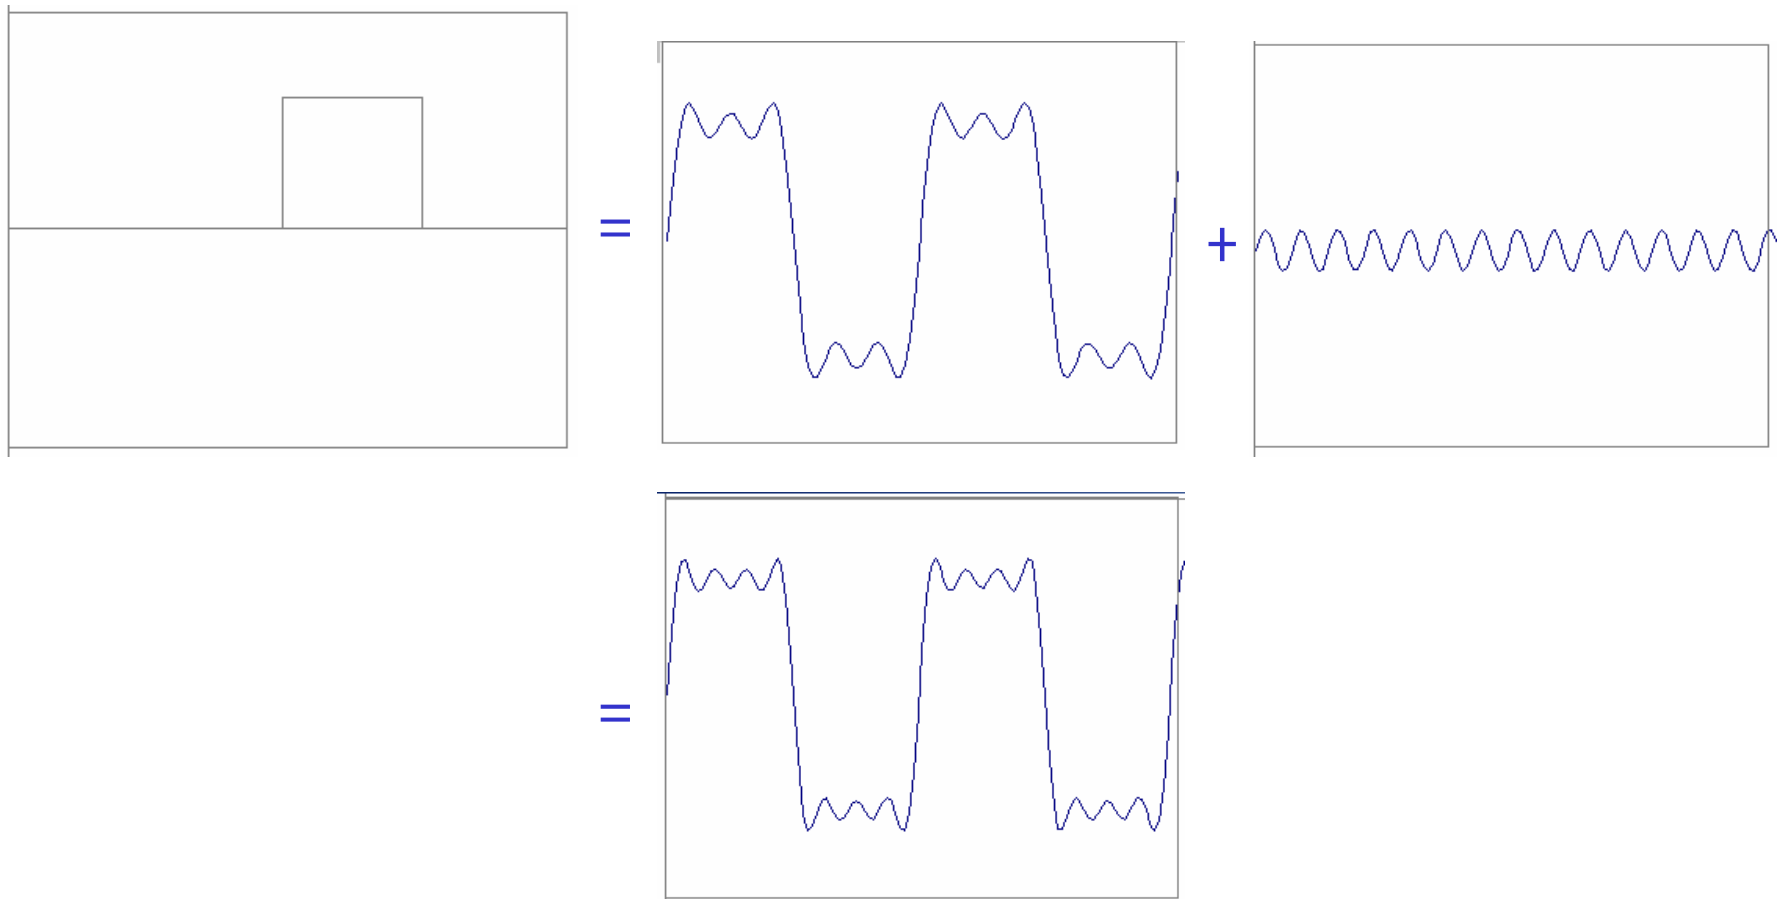 = +
=